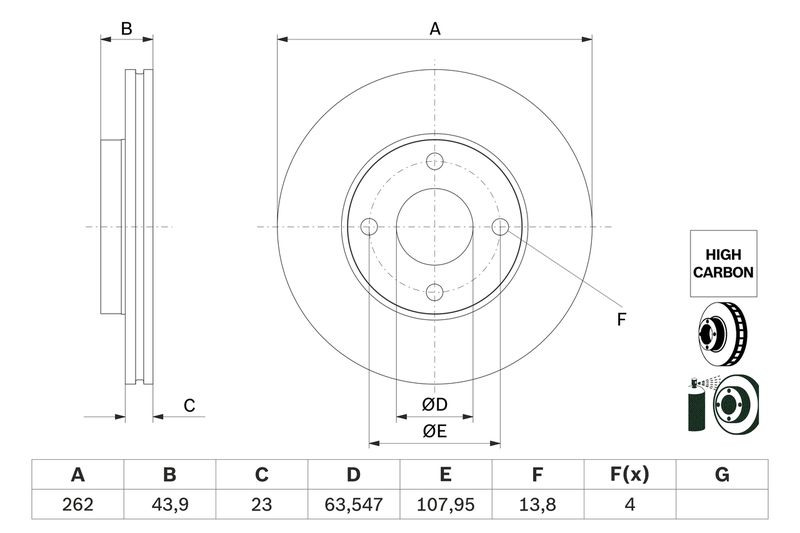 B
A
HIGH
CARBON
F
C
ØD
ØE
A B C D E F F(x) G
262 43,9 23 63,547 107,95 13,8 4